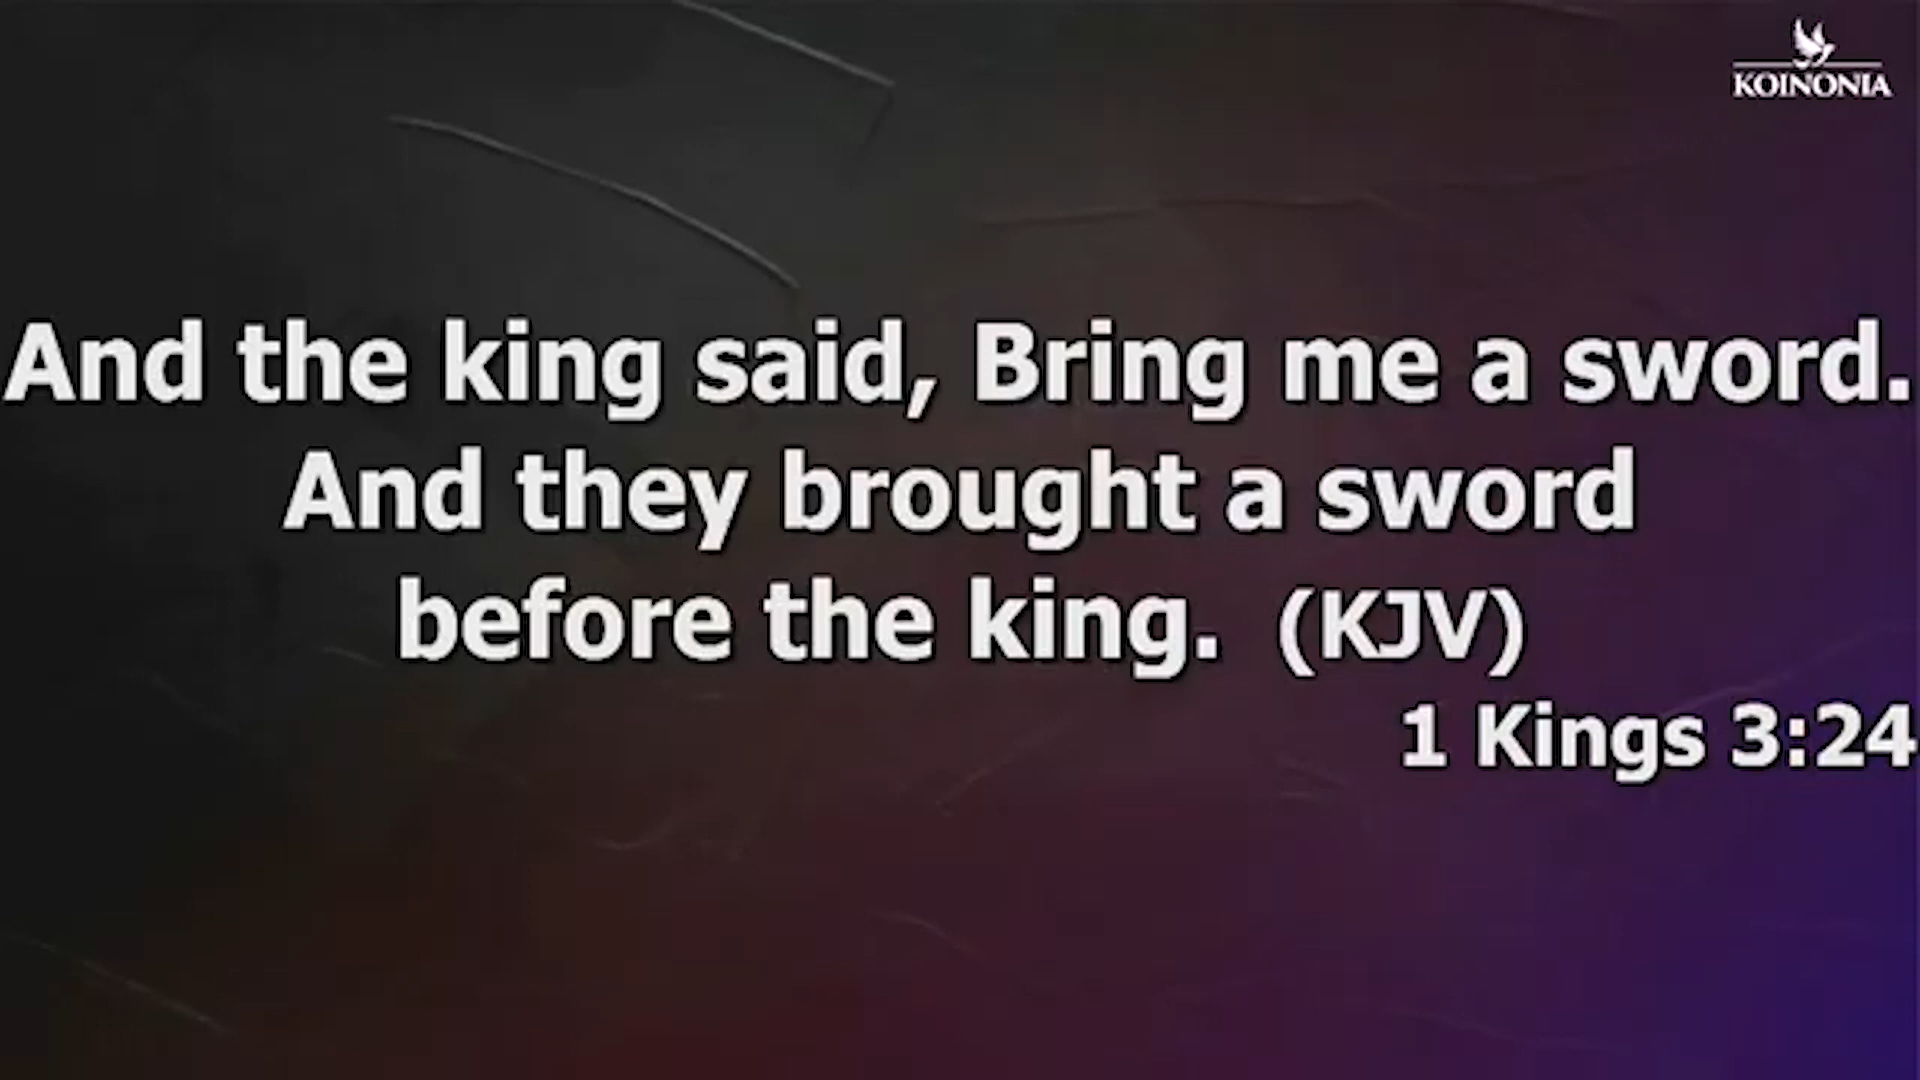 KOINONIA
And the king said, Bring me a sword.
And they brought a sword
before the king. (KJV)
1 Kings 3:24